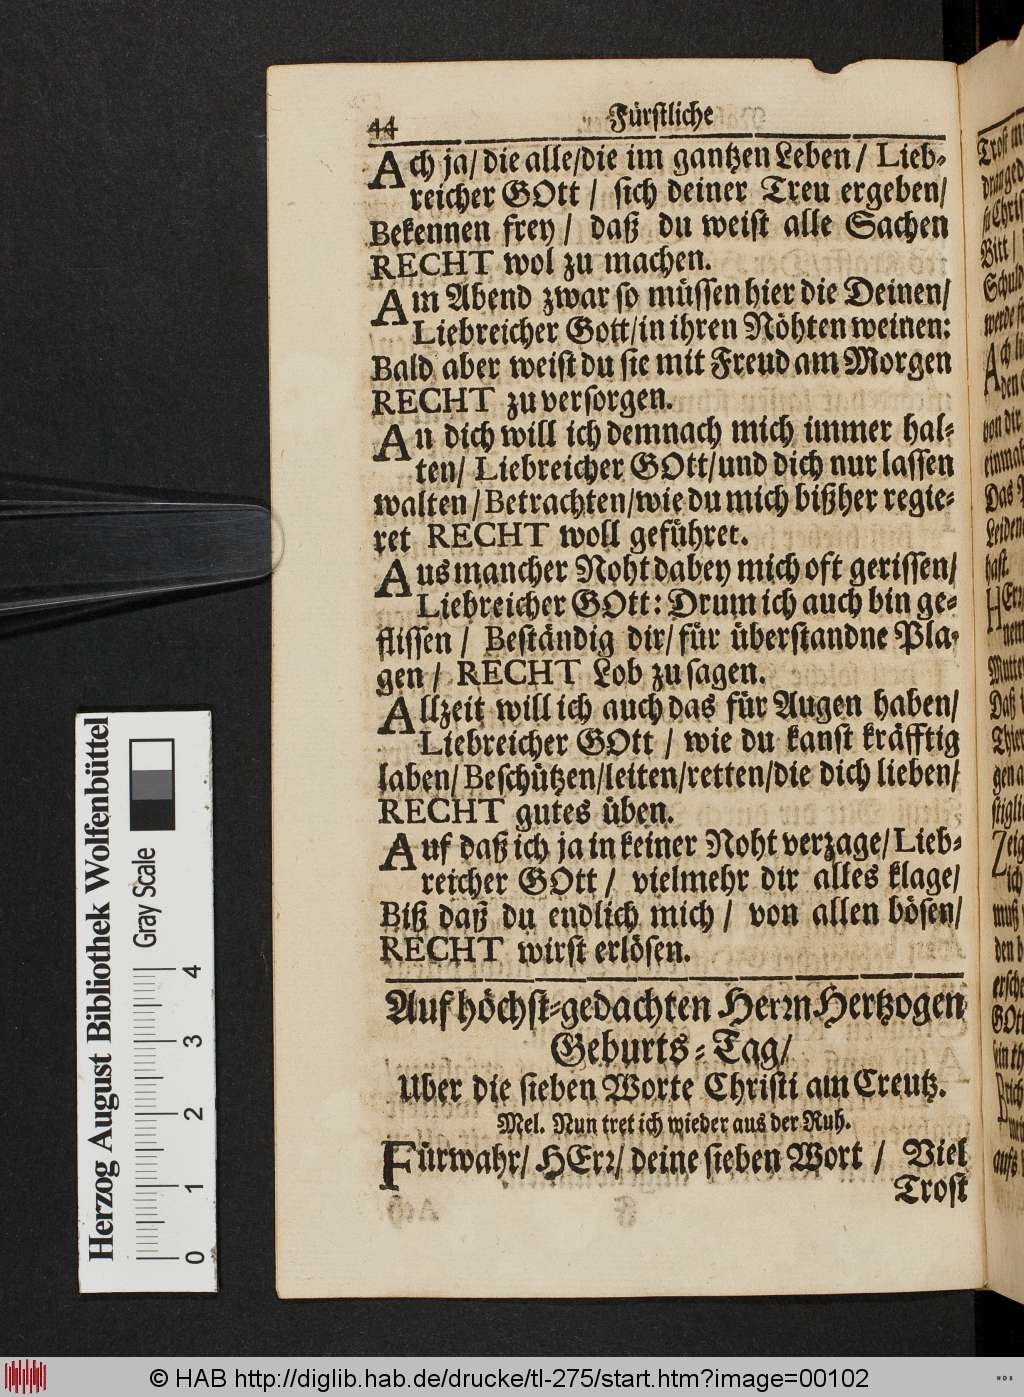 44 Fürstliche
Ach ja/ die alle/die im gantzen Leben/ Lieb-
reicher GOtt / sich deiner Treu ergeben/
Bekennen frey / daß du weist alle Sachen
RECHT wol zu machen.
Am Abend zwar so müssen hier die Deinen/
Liebreicher Gott/in ihren Nöhten weinen:
Bald aber weist du sie mit Freud am Morgen
RECHT zu versorgen.
An dich will ich demnach mich immer hal-
ten/ Liebreicher GOtt/und dich nur lassen
walten/Betrachten/wie du mich bißher regie-
ret RECHT woll geführet.
Aus mancher Noht dabey mich oft gerissen/
Liebreicher GOtt: Drum ich auch bin ge-
flissen / Beständig dir/ für überstandne Pla-
gen / RECHT Lob zu sagen.
Allzeit will ich auch das für Augen haben/
Liebreicher GOtt / wie du kanst kräfftig
laben/Beschützen/leiten/retten/die dich lieben/
RECHT gutes üben.
Auf daß ich ja in keiner Noht verzage/Lieb-
reicher GOtt / vielmehr dir alles klage/
Biß daß du endlich mich / von allen bösen/
RECHT wirst erlösen.
Auf höchst-gedachten Herrn Hertzogen
Geburts-Tag/
Uber die sieben Worte Christi am Creutz.
Mel. Nun tret ich wieder aus der Ruh.
Fürwahr/ HErr/ deine sieben Wort / Viel
Trost
Herzog August Bibliothek Wolfenbüttel
Gray Scale
0 1 2 3 4
© HAB http://diglib.hab.de/drucke/tl-275/start.htm?image=00102